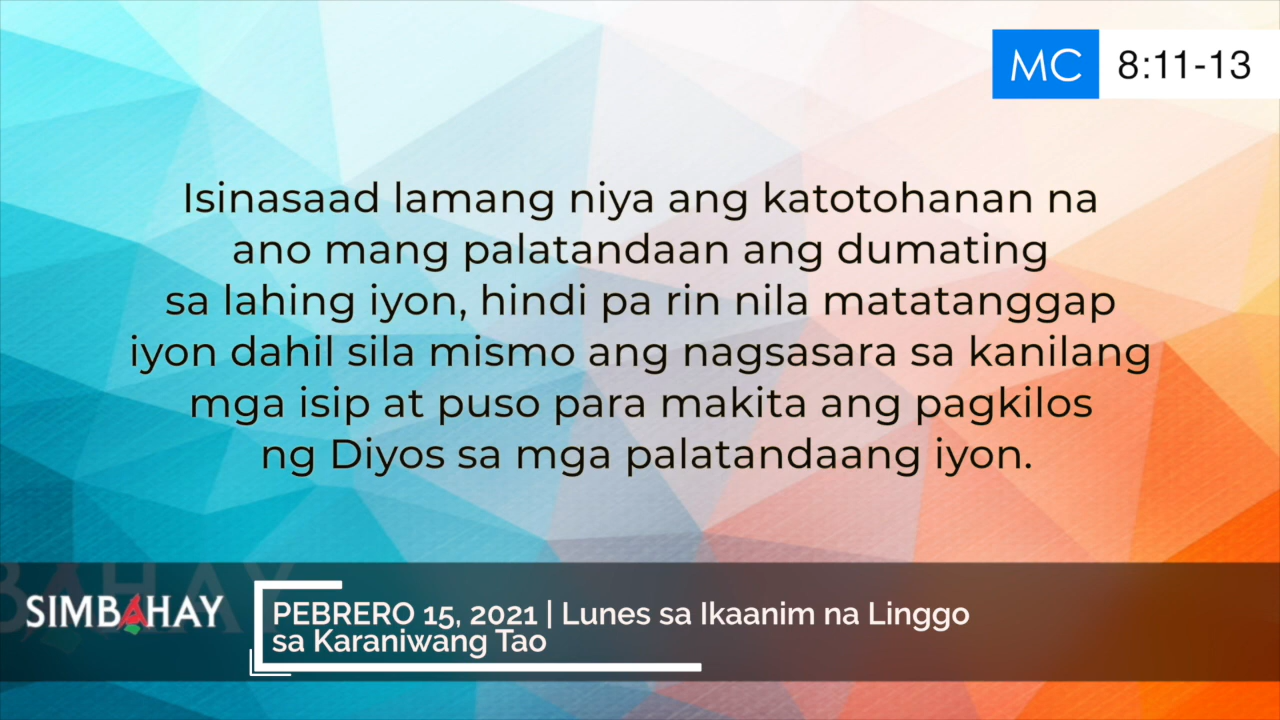 MC 8:11-13
Isinasaad lamang niya ang katotohanan na
ano mang palatandaan ang dumating
sa lahing iyon, hindi pa rin nila matatanggap
iyon dahil sila mismo ang nagsasara sa kanilang
mga isip at puso para makita ang pagkilos
ng Diyos sa mga palatandaang iyon.
SIMBAHAY
PEBRERO 15, 2021 | Lunes sa Ikaanim na Linggo
sa Karaniwang Tao